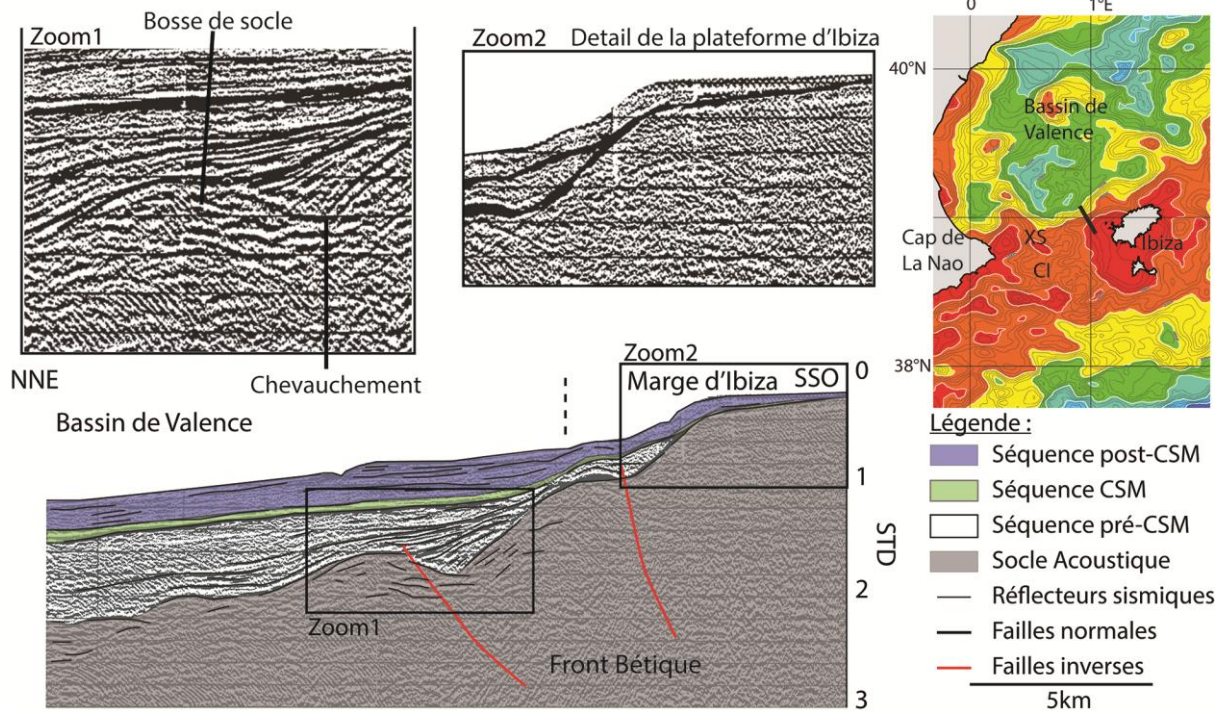 Bosse de socle
Zoom1
Zoom2
Detail de la plateforme d'Ibiza
0
1°E
40°N
Bassin de
Valence
Cap de
La Nao
XS
CI
Ibiza
38°N
NNE
Chevauchement
Zoom2
Marge d'Ibiza
SSO
0
Bassin de Valence
1
STD
2
Zoom1
Front Bétique
3
Légende :
Séquence post-CSM
Séquence CSM
Séquence pré-CSM
Socle Acoustique
Réflecteurs sismiques
Failles normales
Failles inverses
5km